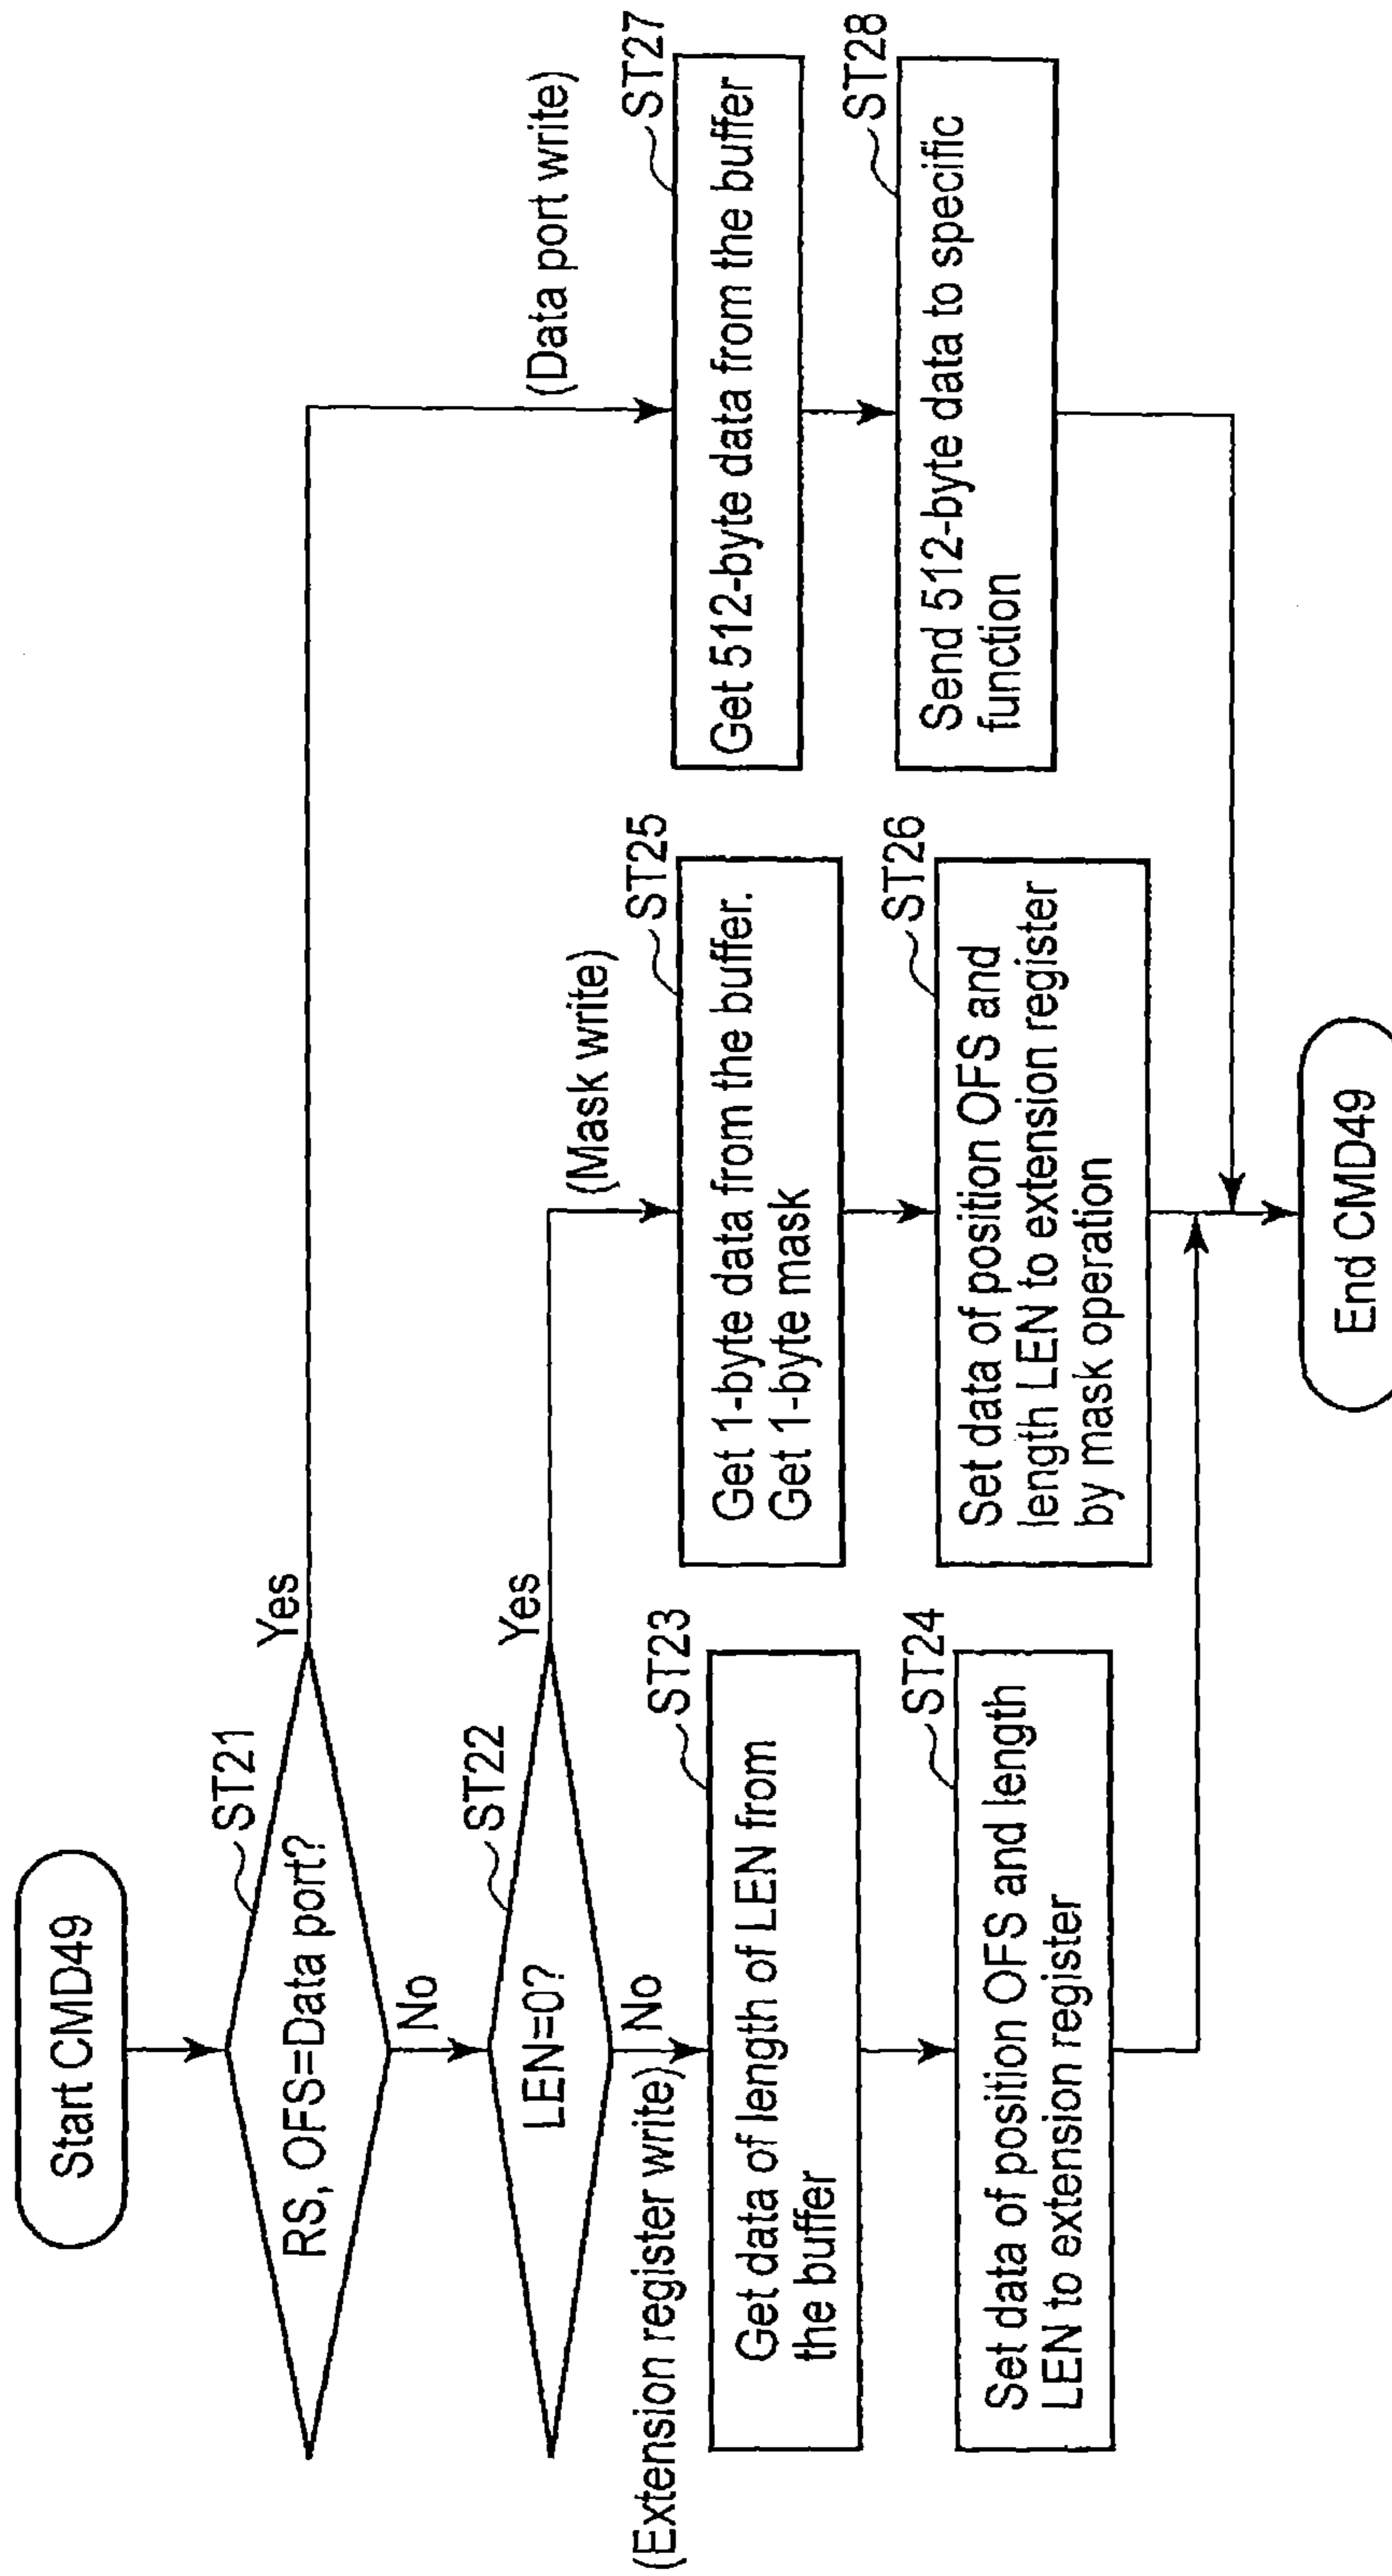 Start CMD49
ST21
RS, OFS=Data port?
Yes
No
ST22
LEN=0?
Yes
No
(Extension register write)
ST23
Get data of length of LEN from
the buffer
ST24
Set data of position OFS and length
LEN to extension register
(Mask write)
ST25
Get 1-byte data from the buffer.
Get 1-byte mask
ST26
Set data of position OFS and
length LEN to extension register
by mask operation
(Data port write)
ST27
Get 512-byte data from the buffer
ST28
Send 512-byte data to specific
function
End CMD49